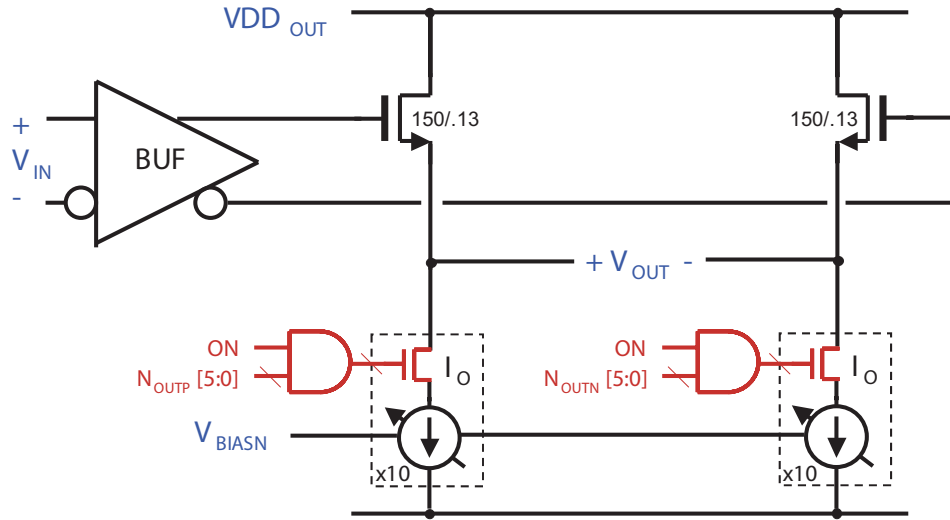 VDD OUT
150/.13
150/.13
+
V IN
-
BUF
+ V OUT -
ON
N OUTP [5:0]
I O
ON
N OUTN [5:0]
I O
V BIASN
x10
x10